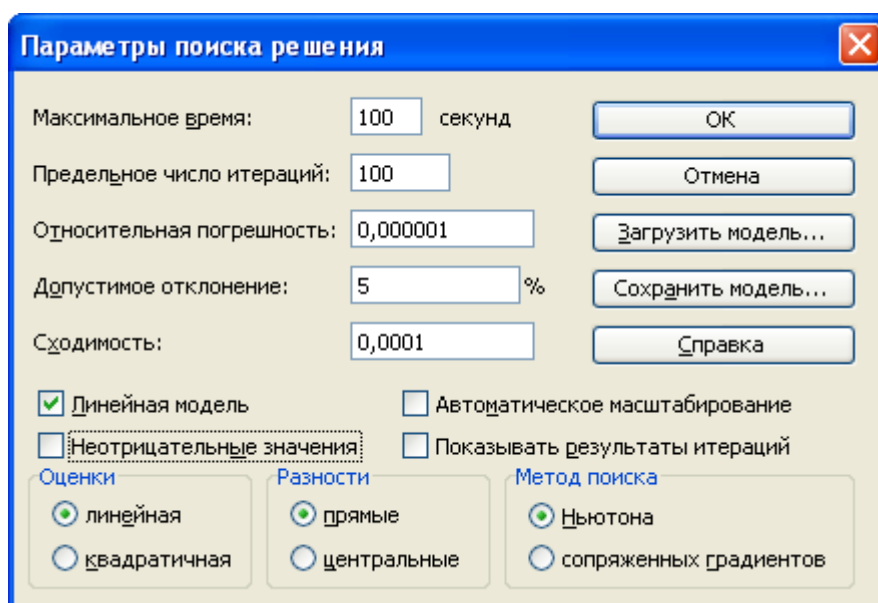 Параметры поиска решения
Максимальное время: 100 секунд ОК
Предельное число итераций: 100 Отмена
Относительная погрешность: 0,000001 Загрузить модель...
Допустимое отклонение: 5 % Сохранить модель...
Сходимость: 0,0001 Справка
Линейная модель Автоматическое масштабирование
Неотрицательные значения Показывать результаты итераций
Оценки Разности Метод поиска
линейная прямые Ньютона
квадратичная центральные сопряженных градиентов